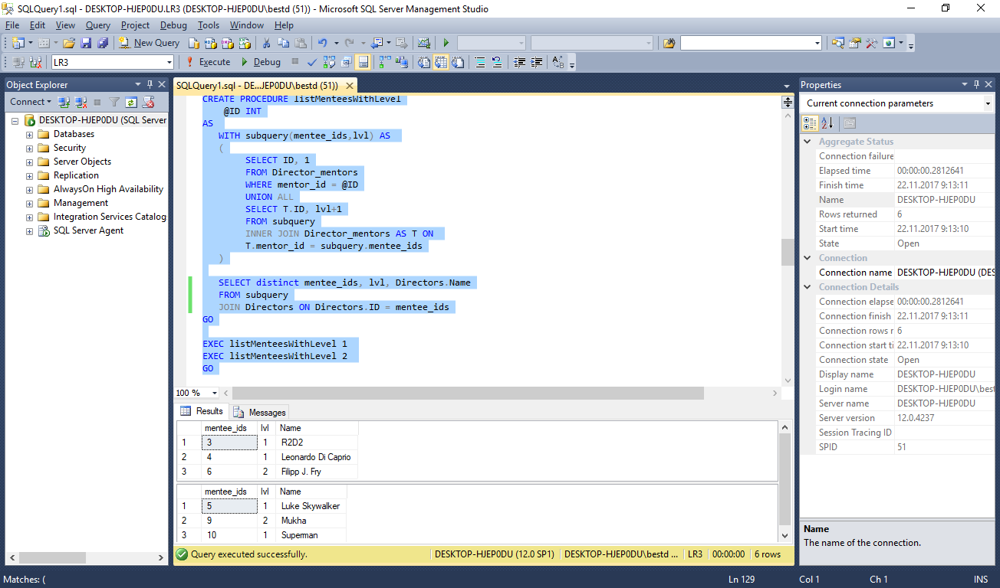 SQLQuery1.sql - DESKTOP-HJEP0DU.LR3 (DESKTOP-HJEP0DU\bestd (51)) - Microsoft SQL Server Management Studio
File Edit View Query Project Debug Tools Window Help
New Query
LR3 Execute Debug
Object Explorer
Connect
DESKTOP-HJEP0DU (SQL Server
Databases
Security
Server Objects
Replication
AlwaysOn High Availability
Management
Integration Services Catalog
SQL Server Agent
SQLQuery1.sql - DE...JEP0DU\bestd (51))
CREATE PROCEDURE listMenteesWithLevel
@ID INT
AS
WITH subquery(mentee_ids,lvl) AS
(
SELECT ID, 1
FROM Director_mentors
WHERE mentor_id = @ID
UNION ALL
SELECT T.ID, lvl+1
FROM subquery
INNER JOIN Director_mentors AS T ON
T.mentor_id = subquery.mentee_ids
)
SELECT distinct mentee_ids, lvl, Directors.Name
FROM subquery
JOIN Directors ON Directors.ID = mentee_ids
GO
EXEC listMenteesWithLevel 1
EXEC listMenteesWithLevel 2
GO
100 %
Results Messages
mentee_ids lvl Name
1 3 1 R2D2
2 4 1 Leonardo Di Caprio
3 6 2 Filipp J. Fry
mentee_ids lvl Name
1 5 1 Luke Skywalker
2 9 2 Mukha
3 10 1 Superman
Query executed successfully. DESKTOP-HJEP0DU (12.0 SP1) DESKTOP-HJEP0DU\bestd ... LR3 00:00:00 6 rows
Properties
Current connection parameters
Aggregate Status
Connection failure
Elapsed time 00:00:00.2812641
Finish time 22.11.2017 9:13:11
Name DESKTOP-HJEP0DU
Rows returned 6
Start time 22.11.2017 9:13:10
State Open
Connection
Connection name DESKTOP-HJEP0DU (DES
Connection Details
Connection elapse 00:00:00.2812641
Connection finish 22.11.2017 9:13:11
Connection rows r 6
Connection start ti 22.11.2017 9:13:10
Connection state Open
Display name DESKTOP-HJEP0DU
Login name DESKTOP-HJEP0DU\best
Server name DESKTOP-HJEP0DU
Server version 12.0.4237
Session Tracing ID
SPID 51
Name
The name of the connection.
Matches: ( Ln 129 Col 1 Ch 1 INS